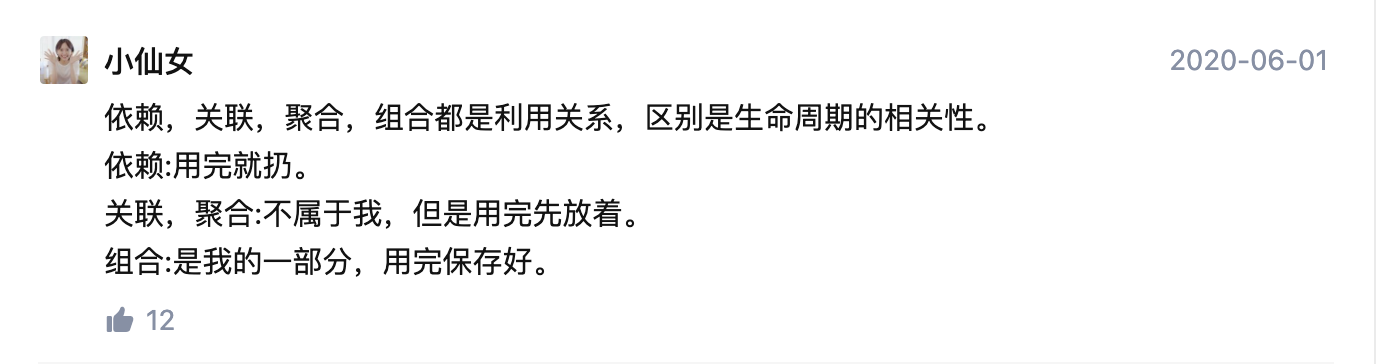 小仙女
2020-06-01
依赖，关联，聚合，组合都是利用关系，区别是生命周期的相关性。
依赖:用完就扔。
关联，聚合:不属于我，但是用完先放着。
组合:是我的一部分，用完保存好。
12